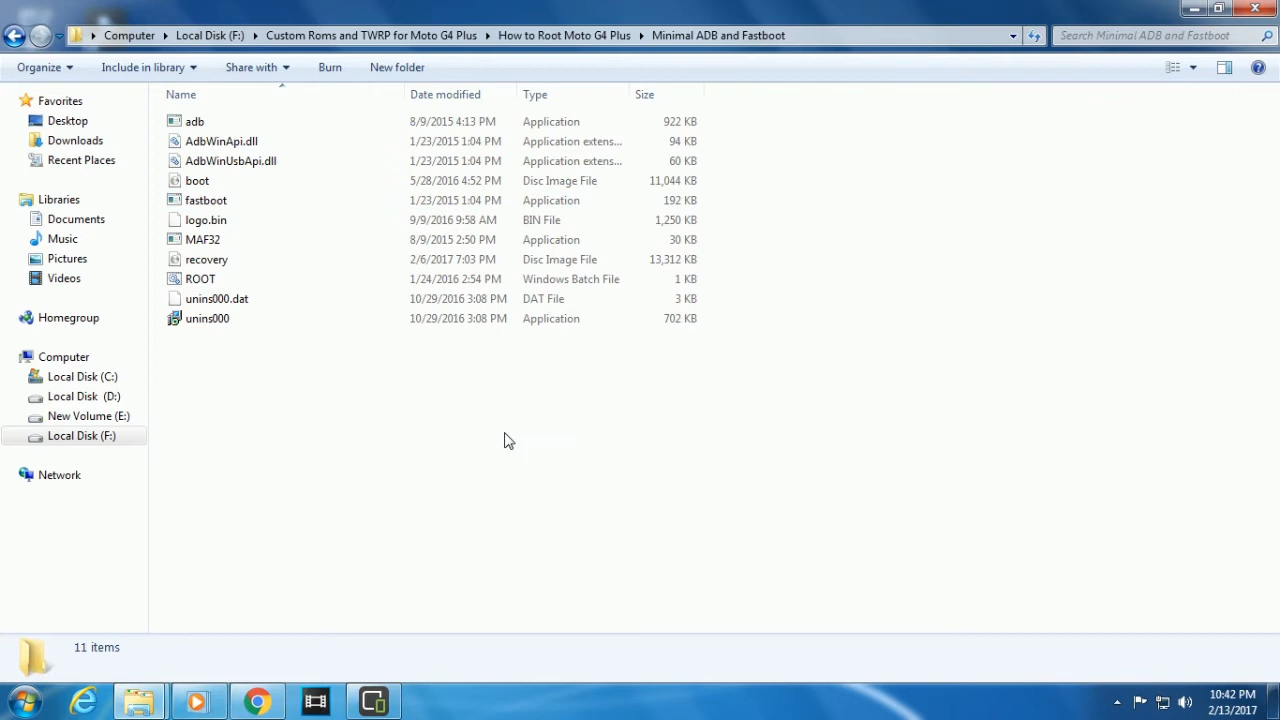 Computer Local Disk (F:) Custom Roms and TWRP for Moto G4 Plus How to Root Moto G4 Plus Minimal ADB and Fastboot Search Minimal ADB and Fastboot
Organize Include in library Share with Burn New folder
Name Date modified Type Size
Favorites
Desktop
Downloads
Recent Places
Libraries
Documents
Music
Pictures
Videos
Homegroup
Computer
Local Disk (C:)
Local Disk (D:)
New Volume (E:)
Local Disk (F:)
Network
adb 8/9/2015 4:13 PM Application 922 KB
AdbWinApi.dll 1/23/2015 1:04 PM Application extens... 94 KB
AdbWinUsbApi.dll 1/23/2015 1:04 PM Application extens... 60 KB
boot 5/28/2016 4:52 PM Disc Image File 11,044 KB
fastboot 1/23/2015 1:04 PM Application 192 KB
logo.bin 9/9/2016 9:58 AM BIN File 1,250 KB
MAF32 8/9/2015 2:50 PM Application 30 KB
recovery 2/6/2017 7:03 PM Disc Image File 13,312 KB
ROOT 1/24/2016 2:54 PM Windows Batch File 1 KB
unins000.dat 10/29/2016 3:08 PM DAT File 3 KB
unins000 10/29/2016 3:08 PM Application 702 KB
11 items
10:42 PM
2/13/2017